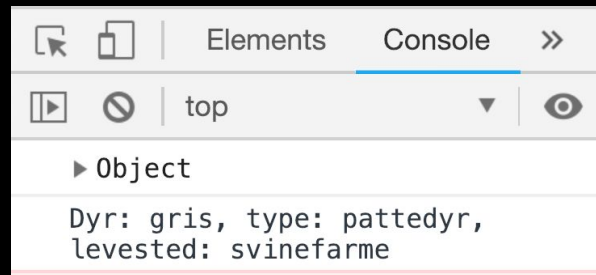 Elements Console »
top
Object
Dyr: gris, type: pattedyr,
levested: svinefarme